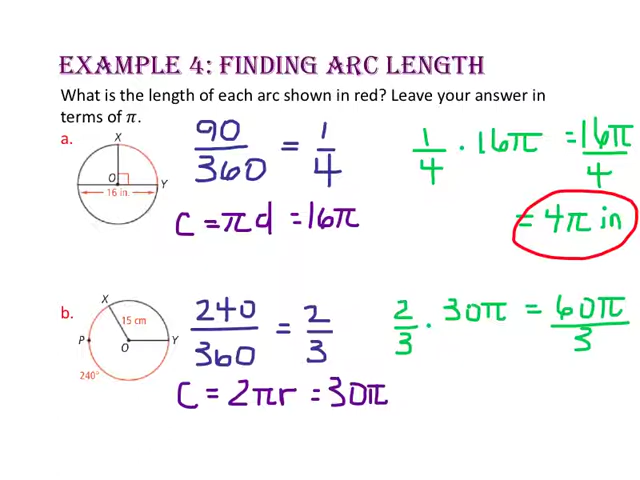 EXAMPLE 4: FINDING ARC LENGTH
What is the length of each arc shown in red? Leave your answer in
terms of π.
a.
X
O
Y
16 in.
90/360 = 1/4
C = πd = 16π
1/4 · 16π = 16π/4
= 4π in
b.
X
15 cm
P
O
Y
240°
240/360 = 2/3
C = 2πr = 30π
2/3 · 30π = 60π/3